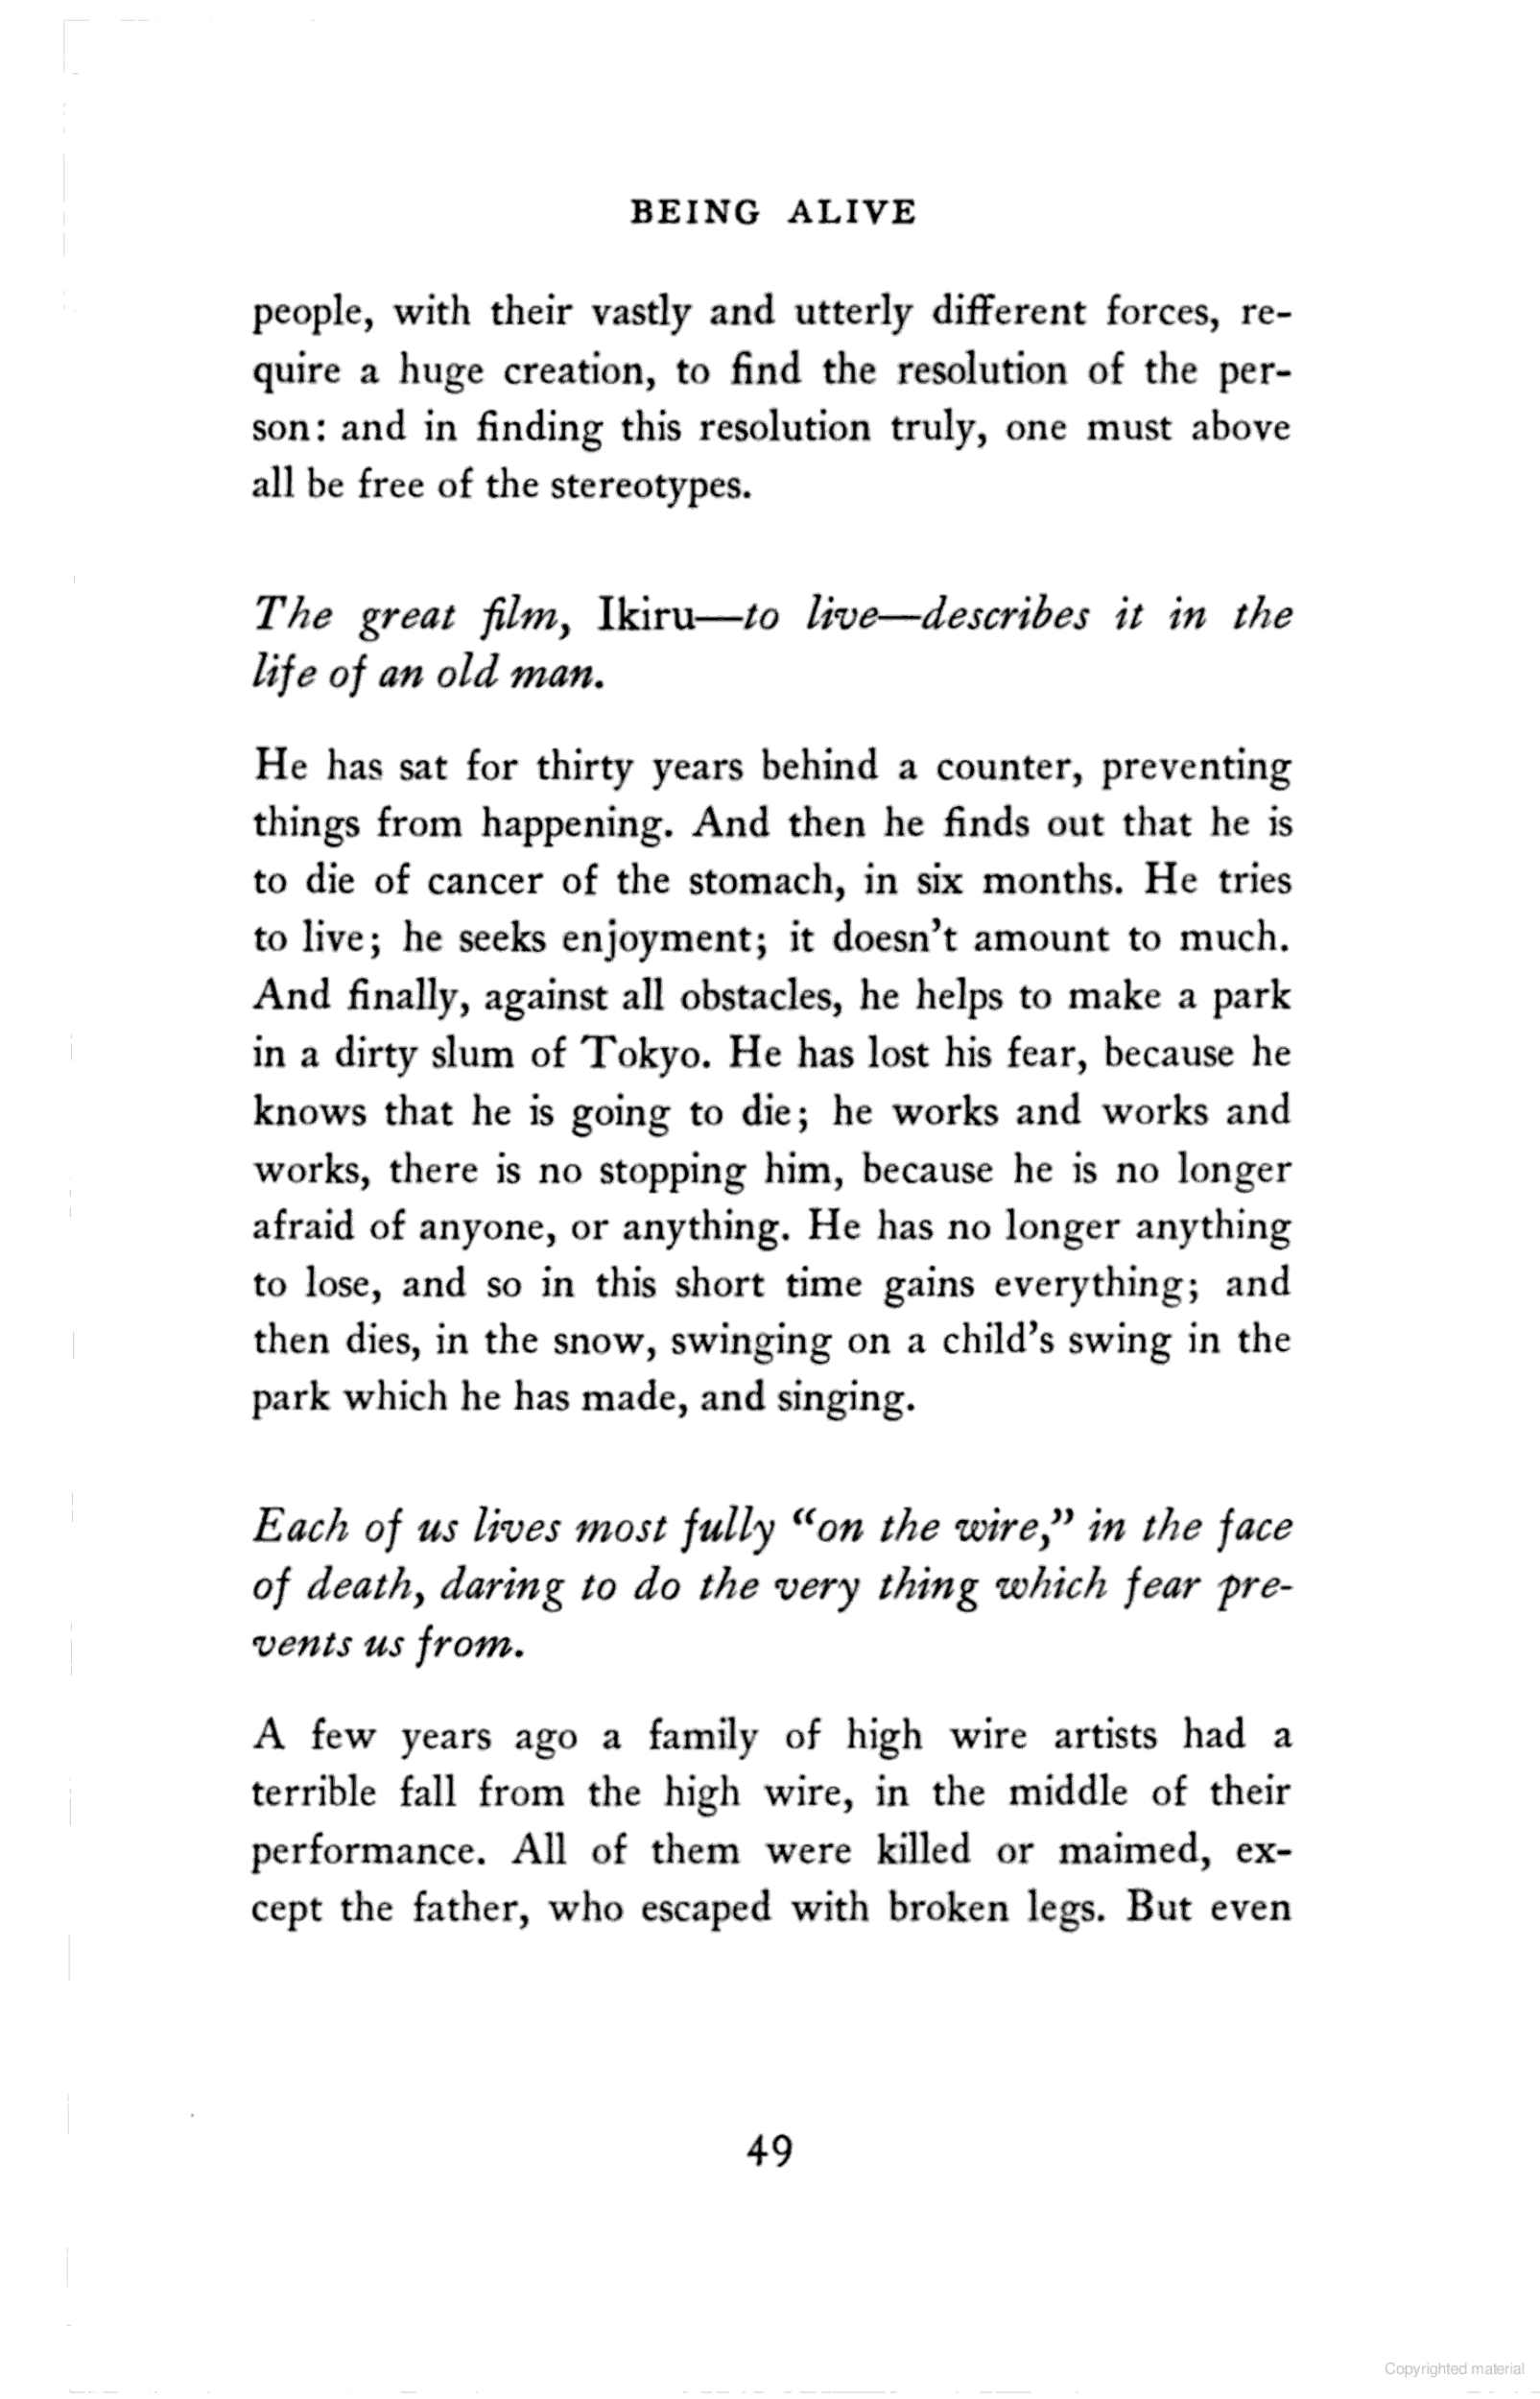 BEING ALIVE
people, with their vastly and utterly different forces, re-
quire a huge creation, to find the resolution of the per-
son: and in finding this resolution truly, one must above
all be free of the stereotypes.
The great film, Ikiru—to live—describes it in the
life of an old man.
He has sat for thirty years behind a counter, preventing
things from happening. And then he finds out that he is
to die of cancer of the stomach, in six months. He tries
to live; he seeks enjoyment; it doesn't amount to much.
And finally, against all obstacles, he helps to make a park
in a dirty slum of Tokyo. He has lost his fear, because he
knows that he is going to die; he works and works and
works, there is no stopping him, because he is no longer
afraid of anyone, or anything. He has no longer anything
to lose, and so in this short time gains everything; and
then dies, in the snow, swinging on a child's swing in the
park which he has made, and singing.
Each of us lives most fully “on the wire,” in the face
of death, daring to do the very thing which fear pre-
vents us from.
A few years ago a family of high wire artists had a
terrible fall from the high wire, in the middle of their
performance. All of them were killed or maimed, ex-
cept the father, who escaped with broken legs. But even
49
Copyrighted material